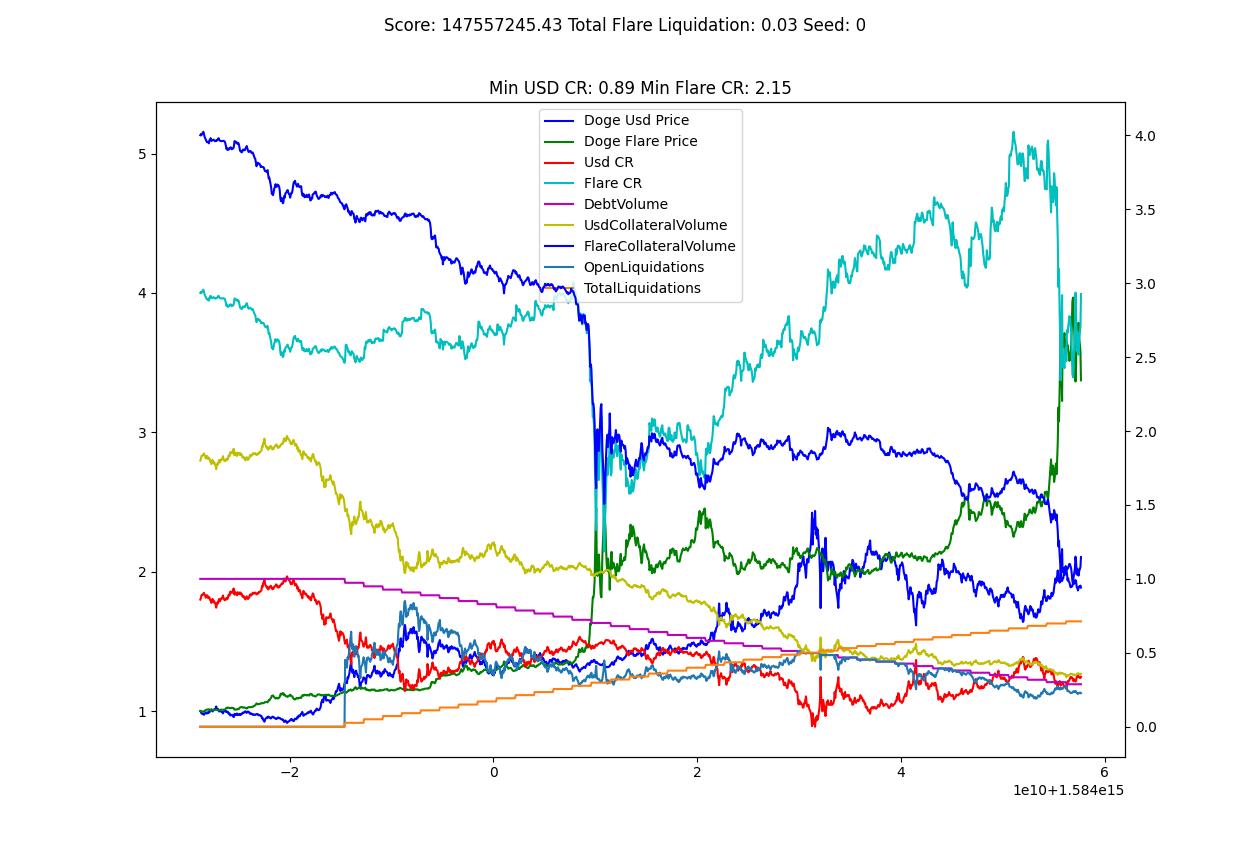 Score: 147557245.43 Total Flare Liquidation: 0.03 Seed: 0
Min USD CR: 0.89 Min Flare CR: 2.15
Doge Usd Price
Doge Flare Price
Usd CR
Flare CR
DebtVolume
UsdCollateralVolume
FlareCollateralVolume
OpenLiquidations
TotalLiquidations
5
4
3
2
1
4.0
3.5
3.0
2.5
2.0
1.5
1.0
0.5
0.0
−2
0
2
4
6
1e10+1.584e15